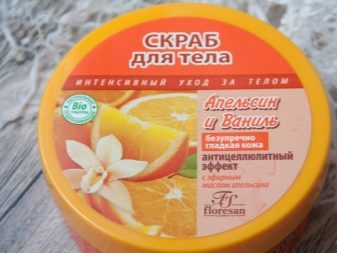 СКРАБ
для тела
ИНТЕНСИВНЫЙ УХОД ЗА ТЕЛОМ
Bio
Апельсин
и Ваниль
безупречно
гладкая кожа
антицеллюлитный
эффект
с эфирным
маслом апельсина
floresan